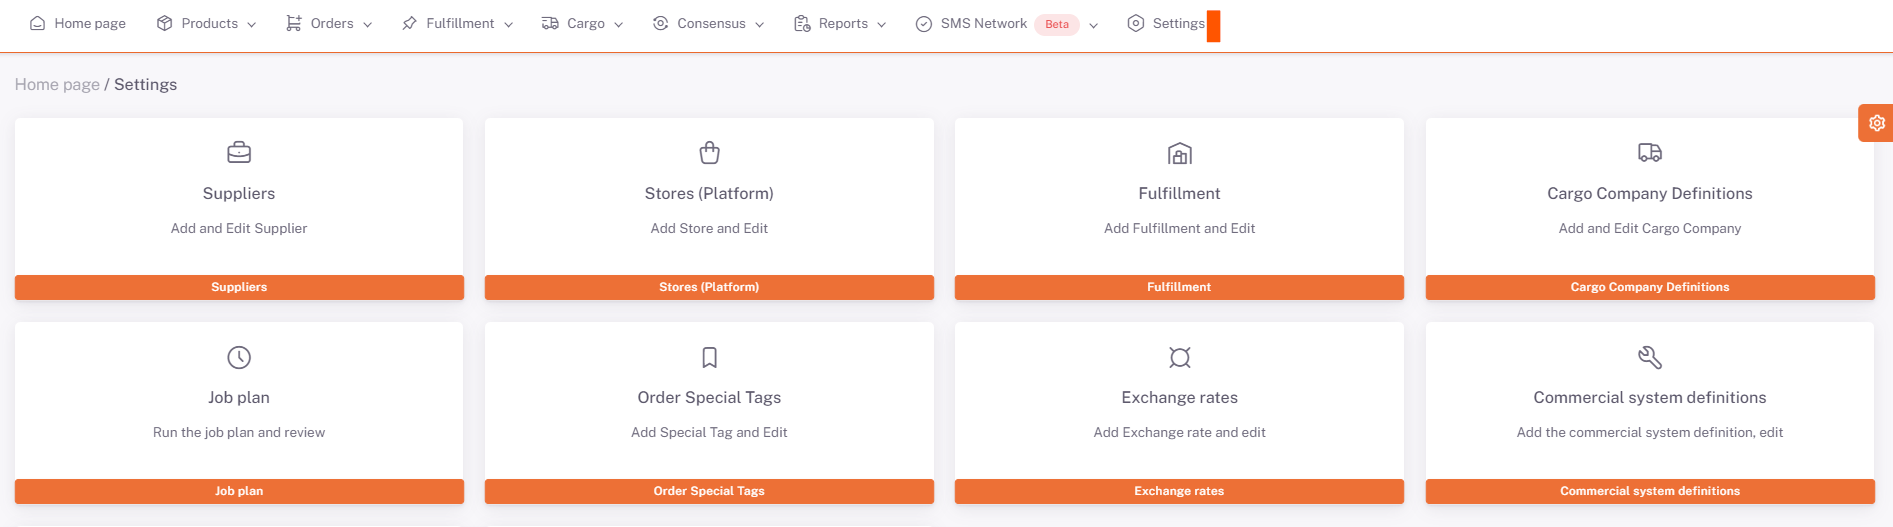 Home page Products Orders Fulfillment Cargo Consensus Reports SMS Network Beta Settings
Home page / Settings
Suppliers
Add and Edit Supplier
Suppliers
Stores (Platform)
Add Store and Edit
Stores (Platform)
Fulfillment
Add Fulfillment and Edit
Fulfillment
Cargo Company Definitions
Add and Edit Cargo Company
Cargo Company Definitions
Job plan
Run the job plan and review
Job plan
Order Special Tags
Add Special Tag and Edit
Order Special Tags
Exchange rates
Add Exchange rate and edit
Exchange rates
Commercial system definitions
Add the commercial system definition, edit
Commercial system definitions